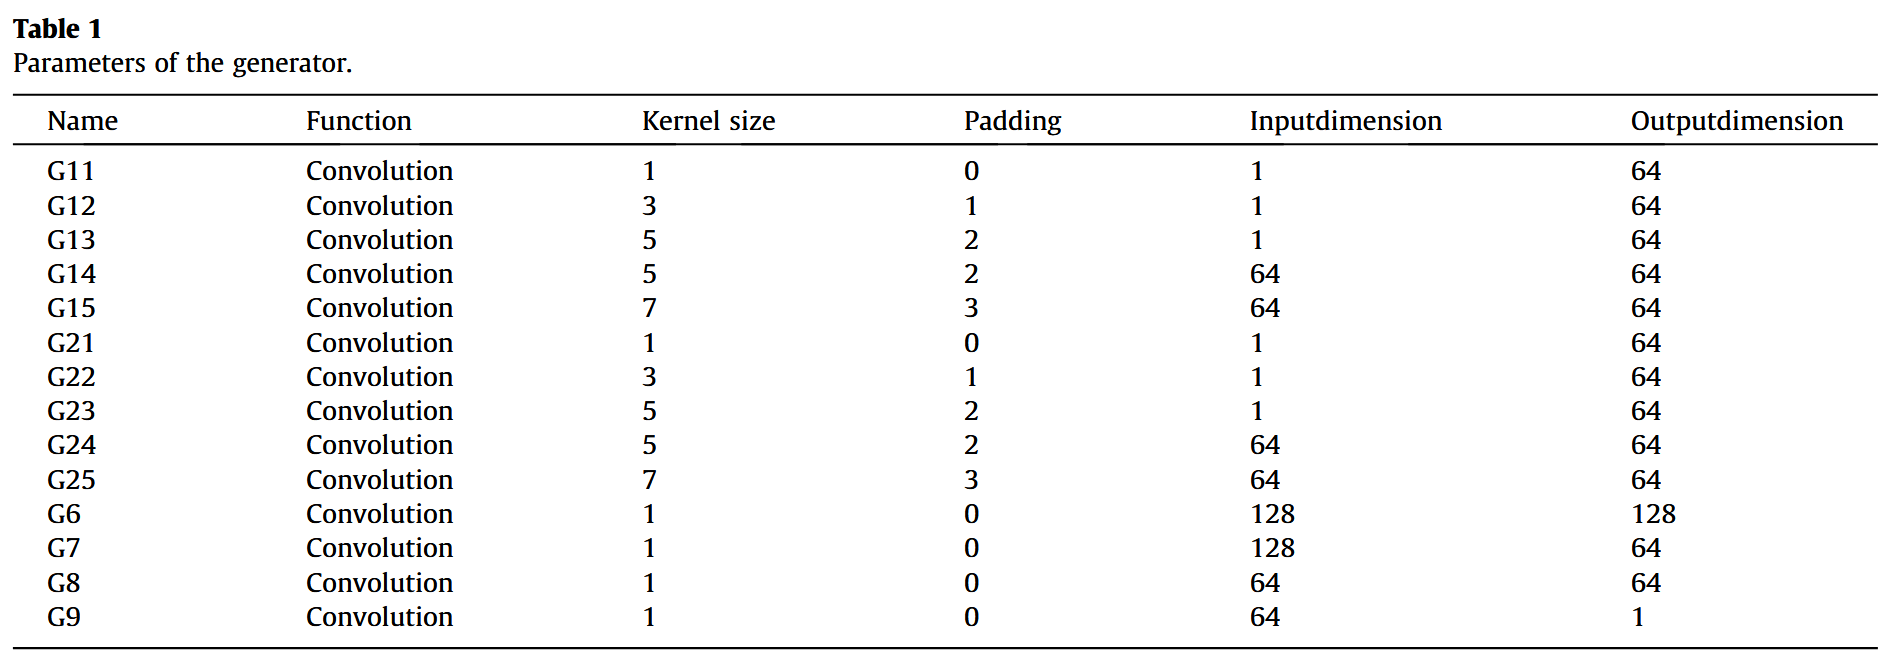 Table 1
Parameters of the generator.
Name Function Kernel size Padding Inputdimension Outputdimension
G11 Convolution 1 0 1 64
G12 Convolution 3 1 1 64
G13 Convolution 5 2 1 64
G14 Convolution 5 2 64 64
G15 Convolution 7 3 64 64
G21 Convolution 1 0 1 64
G22 Convolution 3 1 1 64
G23 Convolution 5 2 1 64
G24 Convolution 5 2 64 64
G25 Convolution 7 3 64 64
G6 Convolution 1 0 128 128
G7 Convolution 1 0 128 64
G8 Convolution 1 0 64 64
G9 Convolution 1 0 64 1